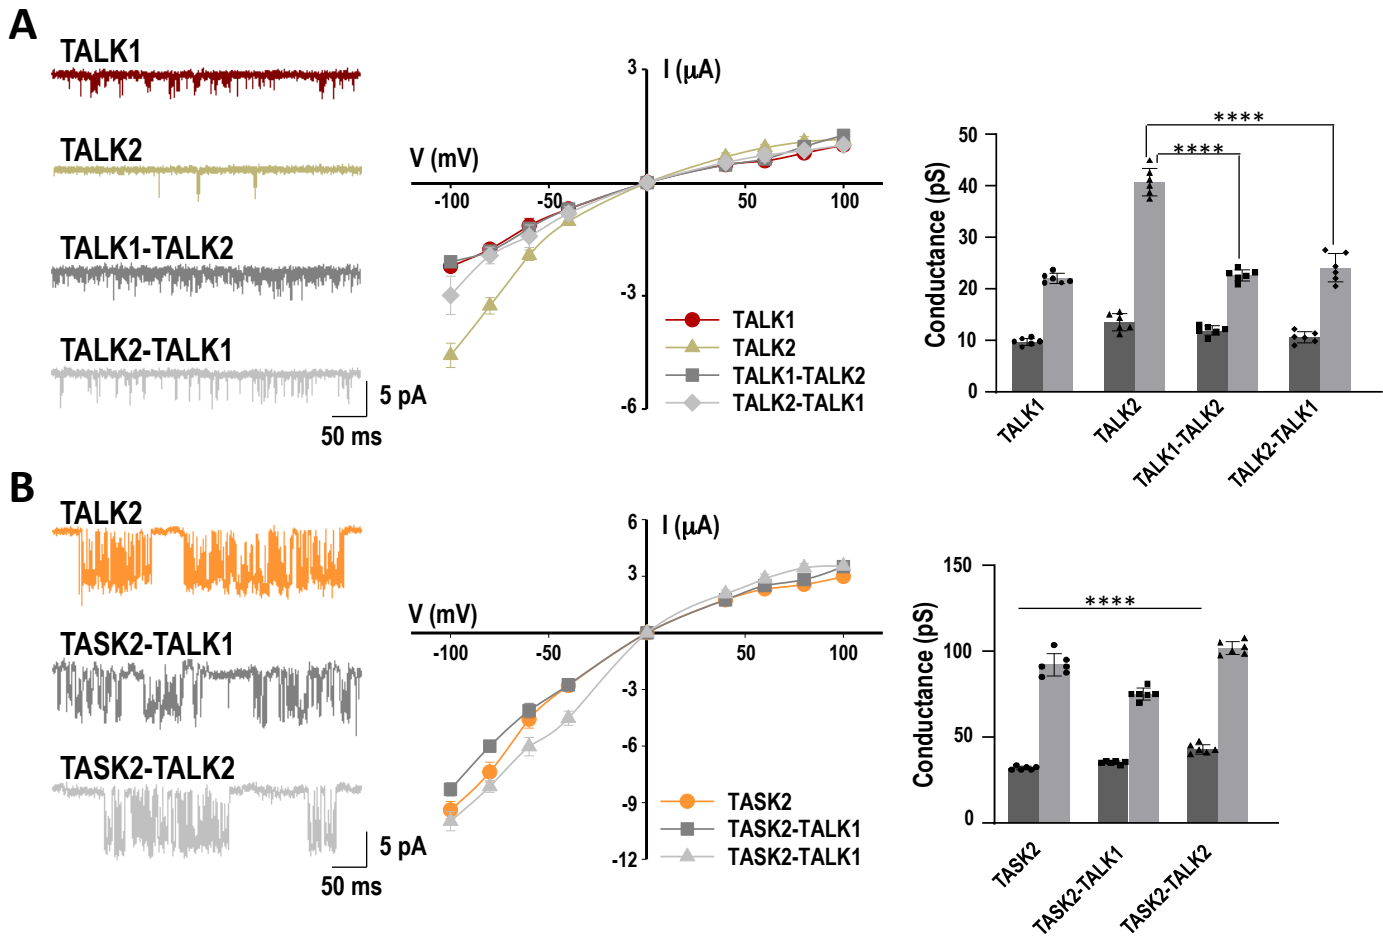 A
TALK1
TALK2
TALK1-TALK2
TALK2-TALK1
5 pA
50 ms
3
I (μA)
V (mV)
-100
-50
50
100
-3
-6
TALK1
TALK2
TALK1-TALK2
TALK2-TALK1
Conductance (pS)
50
40
30
20
10
0
****
****
TALK1
TALK2
TALK1-TALK2
TALK2-TALK1
B
TALK2
TASK2-TALK1
TASK2-TALK2
5 pA
50 ms
6
I (μA)
3
V (mV)
-100
-50
50
100
-3
-6
-9
-12
TASK2
TASK2-TALK1
TASK2-TALK1
Conductance (pS)
150
100
50
0
****
TASK2
TASK2-TALK1
TASK2-TALK2